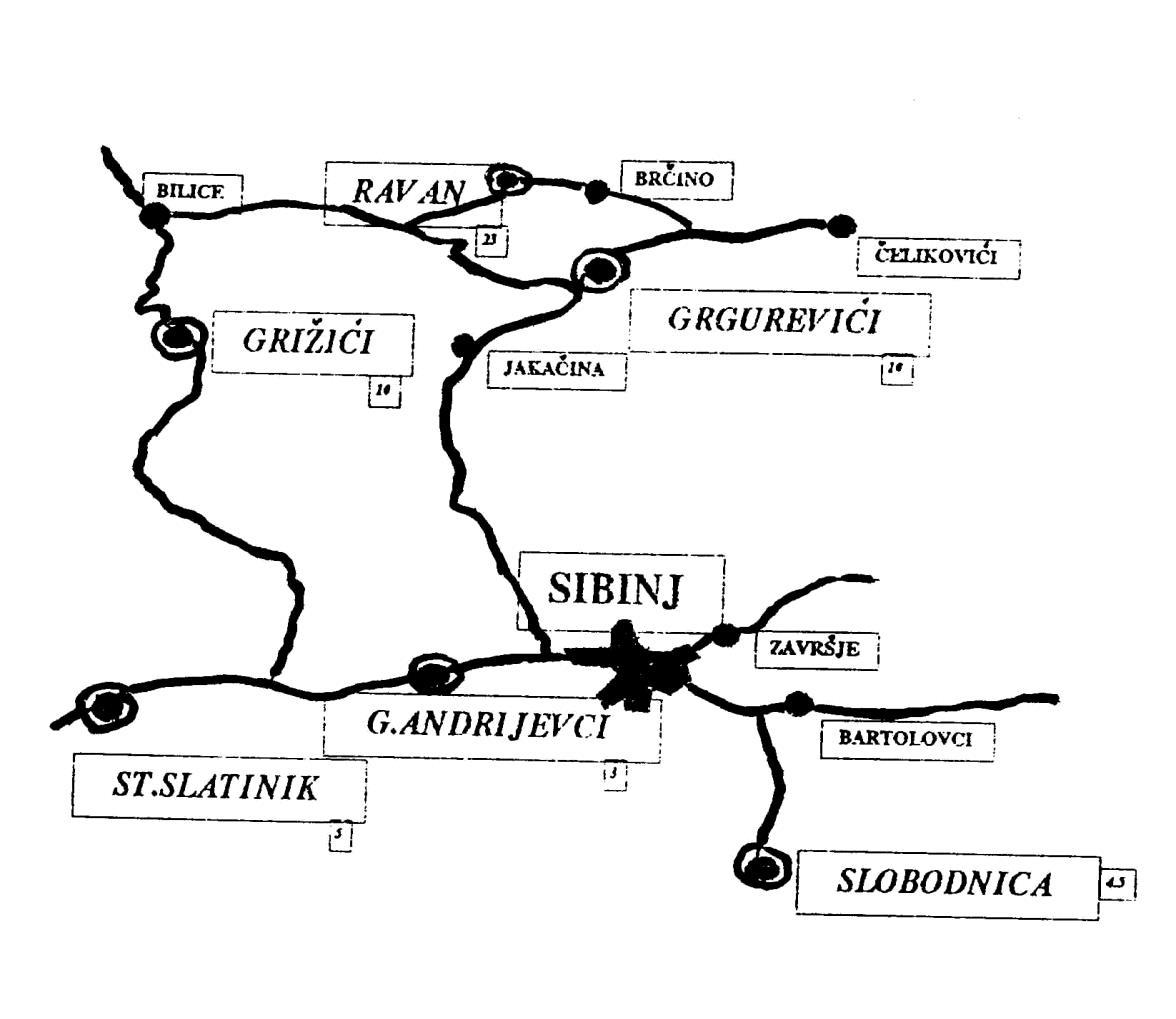 BILICE
RAVAN
23
BRČINO
ČELIKOVIĆI
GRIŽIĆI
10
GRGUREVIĆI
10
JAKAČINA
SIBINJ
ZAVRŠJE
G.ANDRIJEVCI
3
BARTOLOVCI
ST.SLATINIK
5
SLOBODNICA
4.5